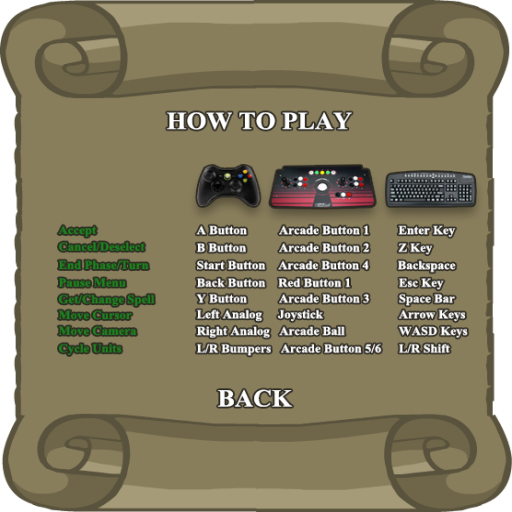 HOW TO PLAY
Accept A Button Arcade Button 1 Enter Key
Cancel/Deselect B Button Arcade Button 2 Z Key
End Phase/Turn Start Button Arcade Button 4 Backspace
Pause Menu Back Button Red Button 1 Esc Key
Get/Change Spell Y Button Arcade Button 3 Space Bar
Move Cursor Left Analog Joystick Arrow Keys
Move Camera Right Analog Arcade Ball WASD Keys
Cycle Units L/R Bumpers Arcade Button 5/6 L/R Shift
BACK